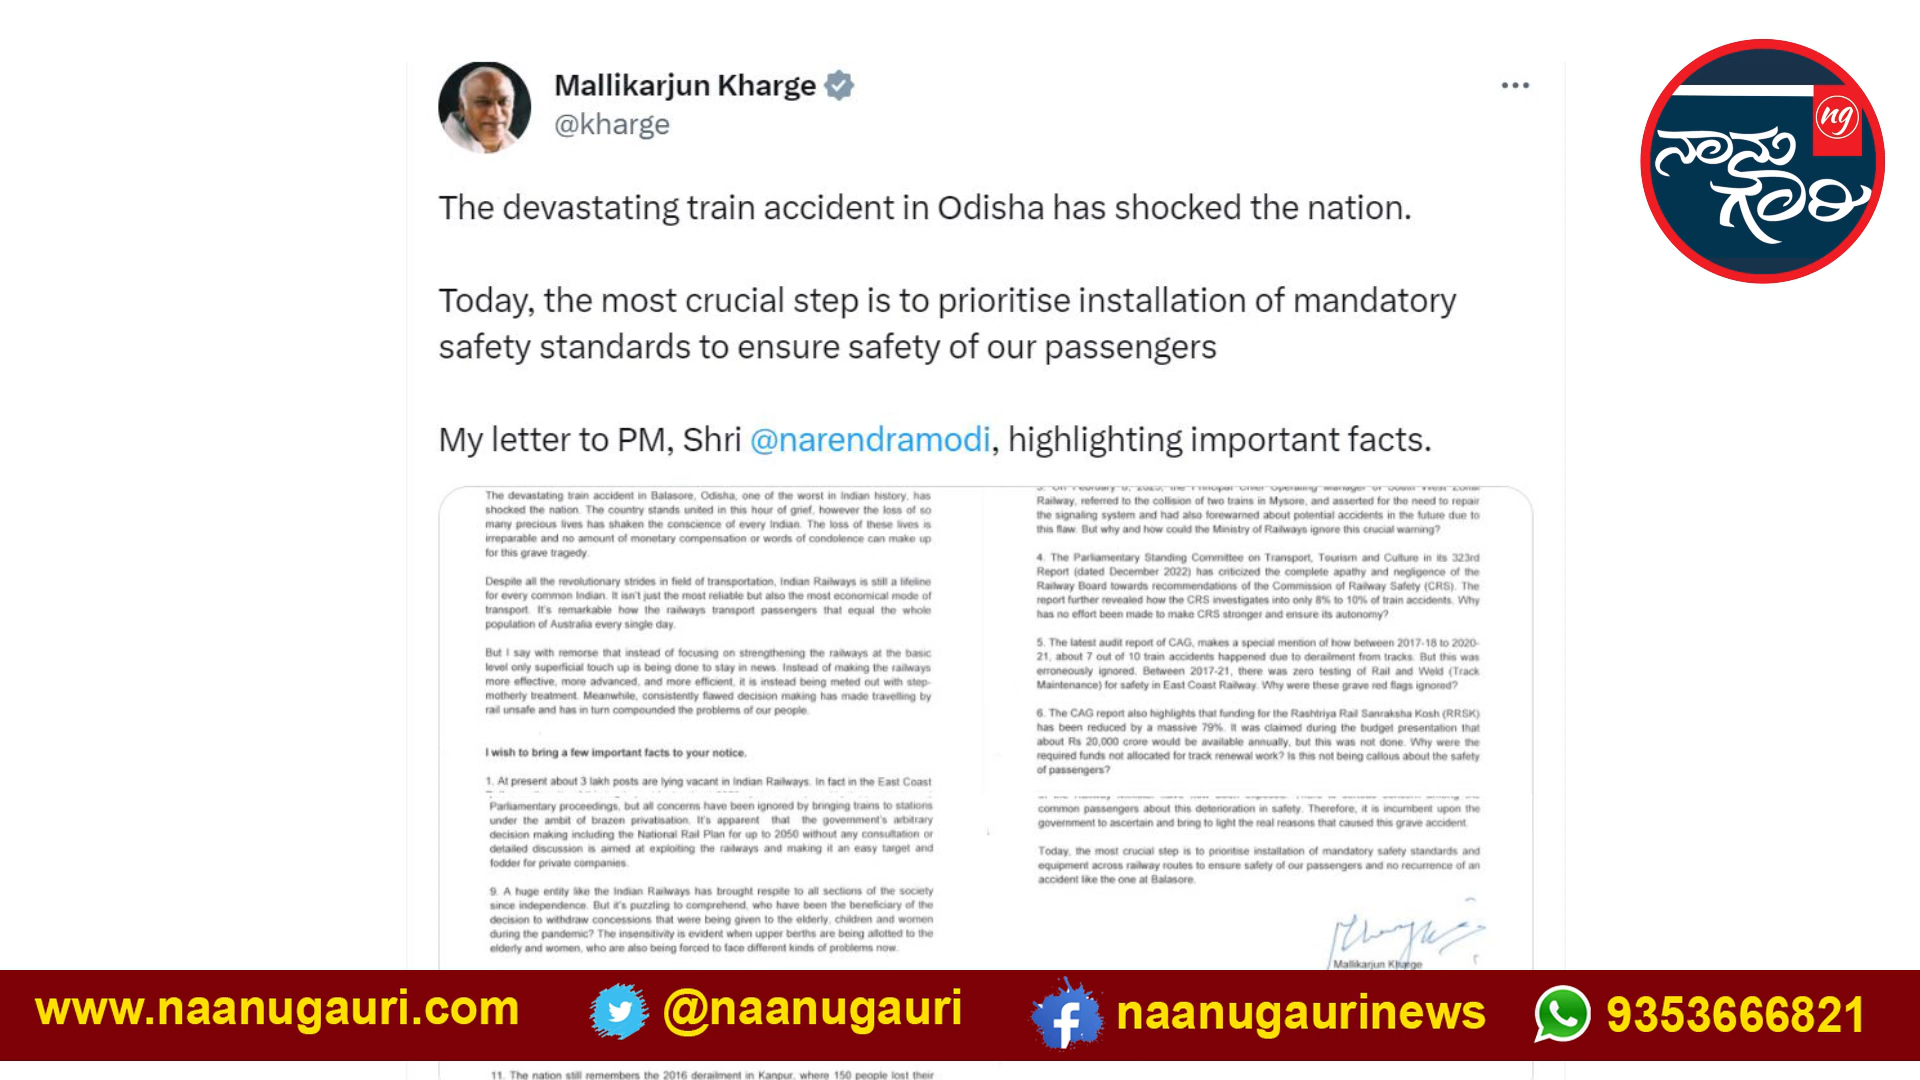 Mallikarjun Kharge
@kharge
ng
ನಾನು
ಗೌರಿ
The devastating train accident in Odisha has shocked the nation.
Today, the most crucial step is to prioritise installation of mandatory
safety standards to ensure safety of our passengers
My letter to PM, Shri @narendramodi, highlighting important facts.
The devastating train accident in Balasore, Odisha, one of the worst in Indian history, has
shocked the nation. The country stands united in this hour of grief, however the loss of so
many precious lives has shaken the conscience of every Indian. The loss of these lives is
irreparable and no amount of monetary compensation or words of condolence can make up
for this grave tragedy.
Despite all the revolutionary strides in field of transportation, Indian Railways is still a lifeline
for every common Indian. It isn't just the most reliable but also the most economical mode of
transport. It's remarkable how the railways transport passengers that equal the whole
population of Australia every single day.
But I say with remorse that instead of focusing on strengthening the railways at the basic
level only superficial touch up is being done to stay in news. Instead of making the railways
more effective, more advanced, and more efficient, it is instead being meted out with step-
motherly treatment. Meanwhile, consistently flawed decision making has made travelling by
rail unsafe and has in turn compounded the problems of our people.
I wish to bring a few important facts to your notice.
1. At present about 3 lakh posts are lying vacant in Indian Railways. In fact in the East Coast
3. On February 8, 2023, the Principal Chief Operating Manager of South West Zonal
Railway, referred to the collision of two trains in Mysore, and asserted for the need to repair
the signaling system and had also forewarned about potential accidents in the future due to
this flaw. But why and how could the Ministry of Railways ignore this crucial warning?
4. The Parliamentary Standing Committee on Transport, Tourism and Culture in its 323rd
Report (dated December 2022) has criticized the complete apathy and negligence of the
Railway Board towards recommendations of the Commission of Railway Safety (CRS). The
report further revealed how the CRS investigates into only 8% to 10% of train accidents. Why
has no effort been made to make CRS stronger and ensure its autonomy?
5. The latest audit report of CAG, makes a special mention of how between 2017-18 to 2020-
21, about 7 out of 10 train accidents happened due to derailment from tracks. But this was
erroneously ignored. Between 2017-21, there was zero testing of Rail and Weld (Track
Maintenance) for safety in East Coast Railway. Why were these grave red flags ignored?
6. The CAG report also highlights that funding for the Rashtriya Rail Sanraksha Kosh (RRSK)
has been reduced by a massive 79%. It was claimed during the budget presentation that
about Rs 20,000 crore would be available annually, but this was not done. Why were the
required funds not allocated for track renewal work? Is this not being callous about the safety
of passengers?
Parliamentary proceedings, but all concerns have been ignored by bringing trains to stations
under the ambit of brazen privatisation. It's apparent that the government's arbitrary
decision making including the National Rail Plan for up to 2050 without any consultation or
detailed discussion is aimed at exploiting the railways and making it an easy target and
fodder for private companies.
9. A huge entity like the Indian Railways has brought respite to all sections of the society
since independence. But it's puzzling to comprehend, who have been the beneficiary of the
decision to withdraw concessions that were being given to the elderly, children and women
during the pandemic? The insensitivity is evident when upper berths are being allotted to the
elderly and women, who are also being forced to face different kinds of problems now.
common passengers about this deterioration in safety. Therefore, it is incumbent upon the
government to ascertain and bring to light the real reasons that caused this grave accident.
Today, the most crucial step is to prioritise installation of mandatory safety standards and
equipment across railway routes to ensure safety of our passengers and no recurrence of an
accident like the one at Balasore.
Mallikarjun Kharge
www.naanugauri.com
@naanugauri
naanugaurinews
9353666821
11. The nation still remembers the 2016 derailment in Kanpur, where 150 people lost their